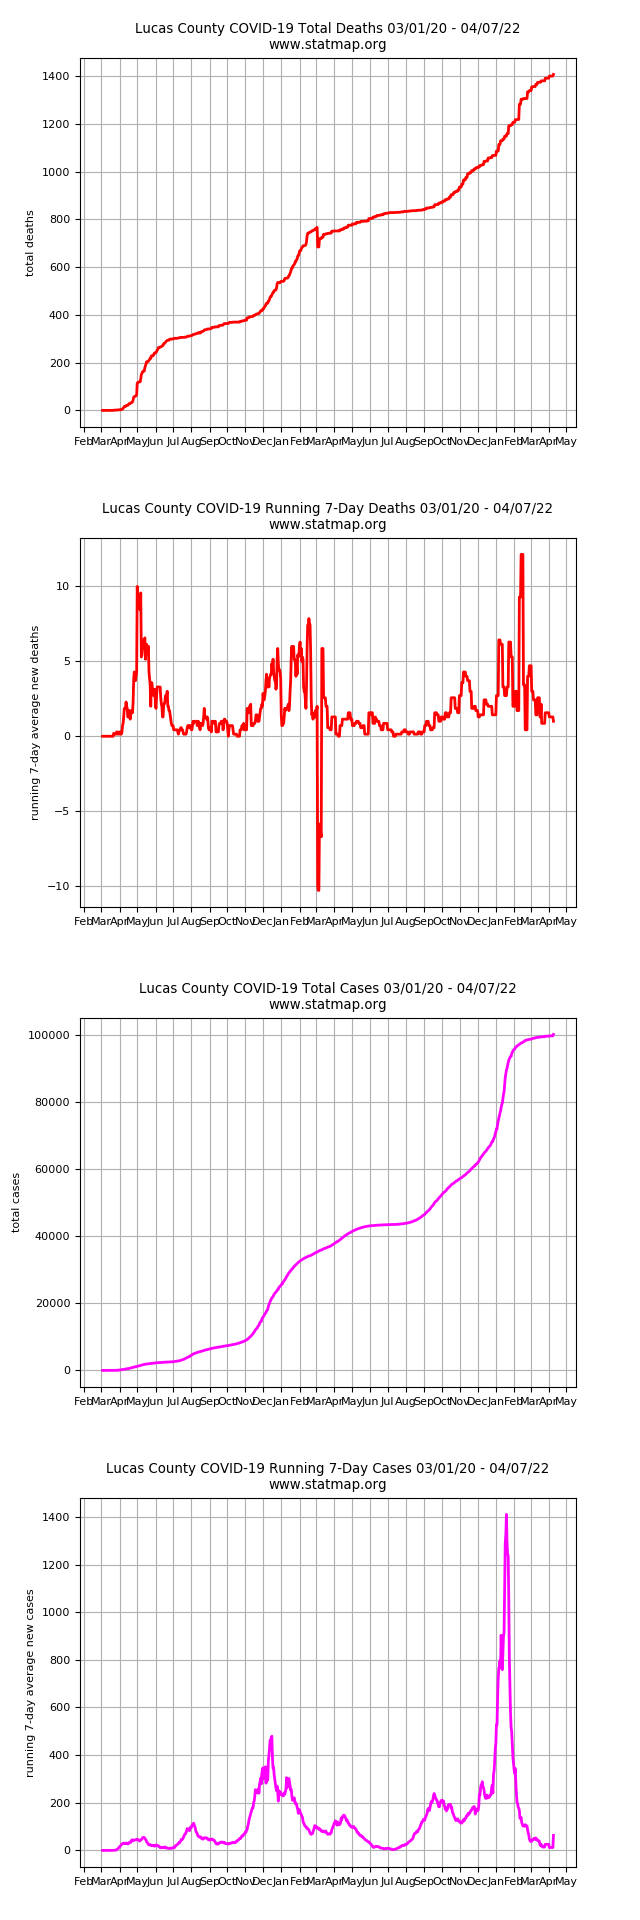 Lucas County COVID-19 Total Deaths 03/01/20 - 04/07/22
www.statmap.org
1400
1200
1000
800
600
400
200
0
total deaths
Feb Mar Apr May Jun Jul Aug Sep Oct Nov Dec Jan Feb Mar Apr May Jun Jul Aug Sep Oct Nov Dec Jan Feb Mar Apr May
Lucas County COVID-19 Running 7-Day Deaths 03/01/20 - 04/07/22
www.statmap.org
10
5
0
−5
−10
running 7-day average new deaths
Feb Mar Apr May Jun Jul Aug Sep Oct Nov Dec Jan Feb Mar Apr May Jun Jul Aug Sep Oct Nov Dec Jan Feb Mar Apr May
Lucas County COVID-19 Total Cases 03/01/20 - 04/07/22
www.statmap.org
100000
80000
60000
40000
20000
0
total cases
Feb Mar Apr May Jun Jul Aug Sep Oct Nov Dec Jan Feb Mar Apr May Jun Jul Aug Sep Oct Nov Dec Jan Feb Mar Apr May
Lucas County COVID-19 Running 7-Day Cases 03/01/20 - 04/07/22
www.statmap.org
1400
1200
1000
800
600
400
200
0
running 7-day average new cases
Feb Mar Apr May Jun Jul Aug Sep Oct Nov Dec Jan Feb Mar Apr May Jun Jul Aug Sep Oct Nov Dec Jan Feb Mar Apr May